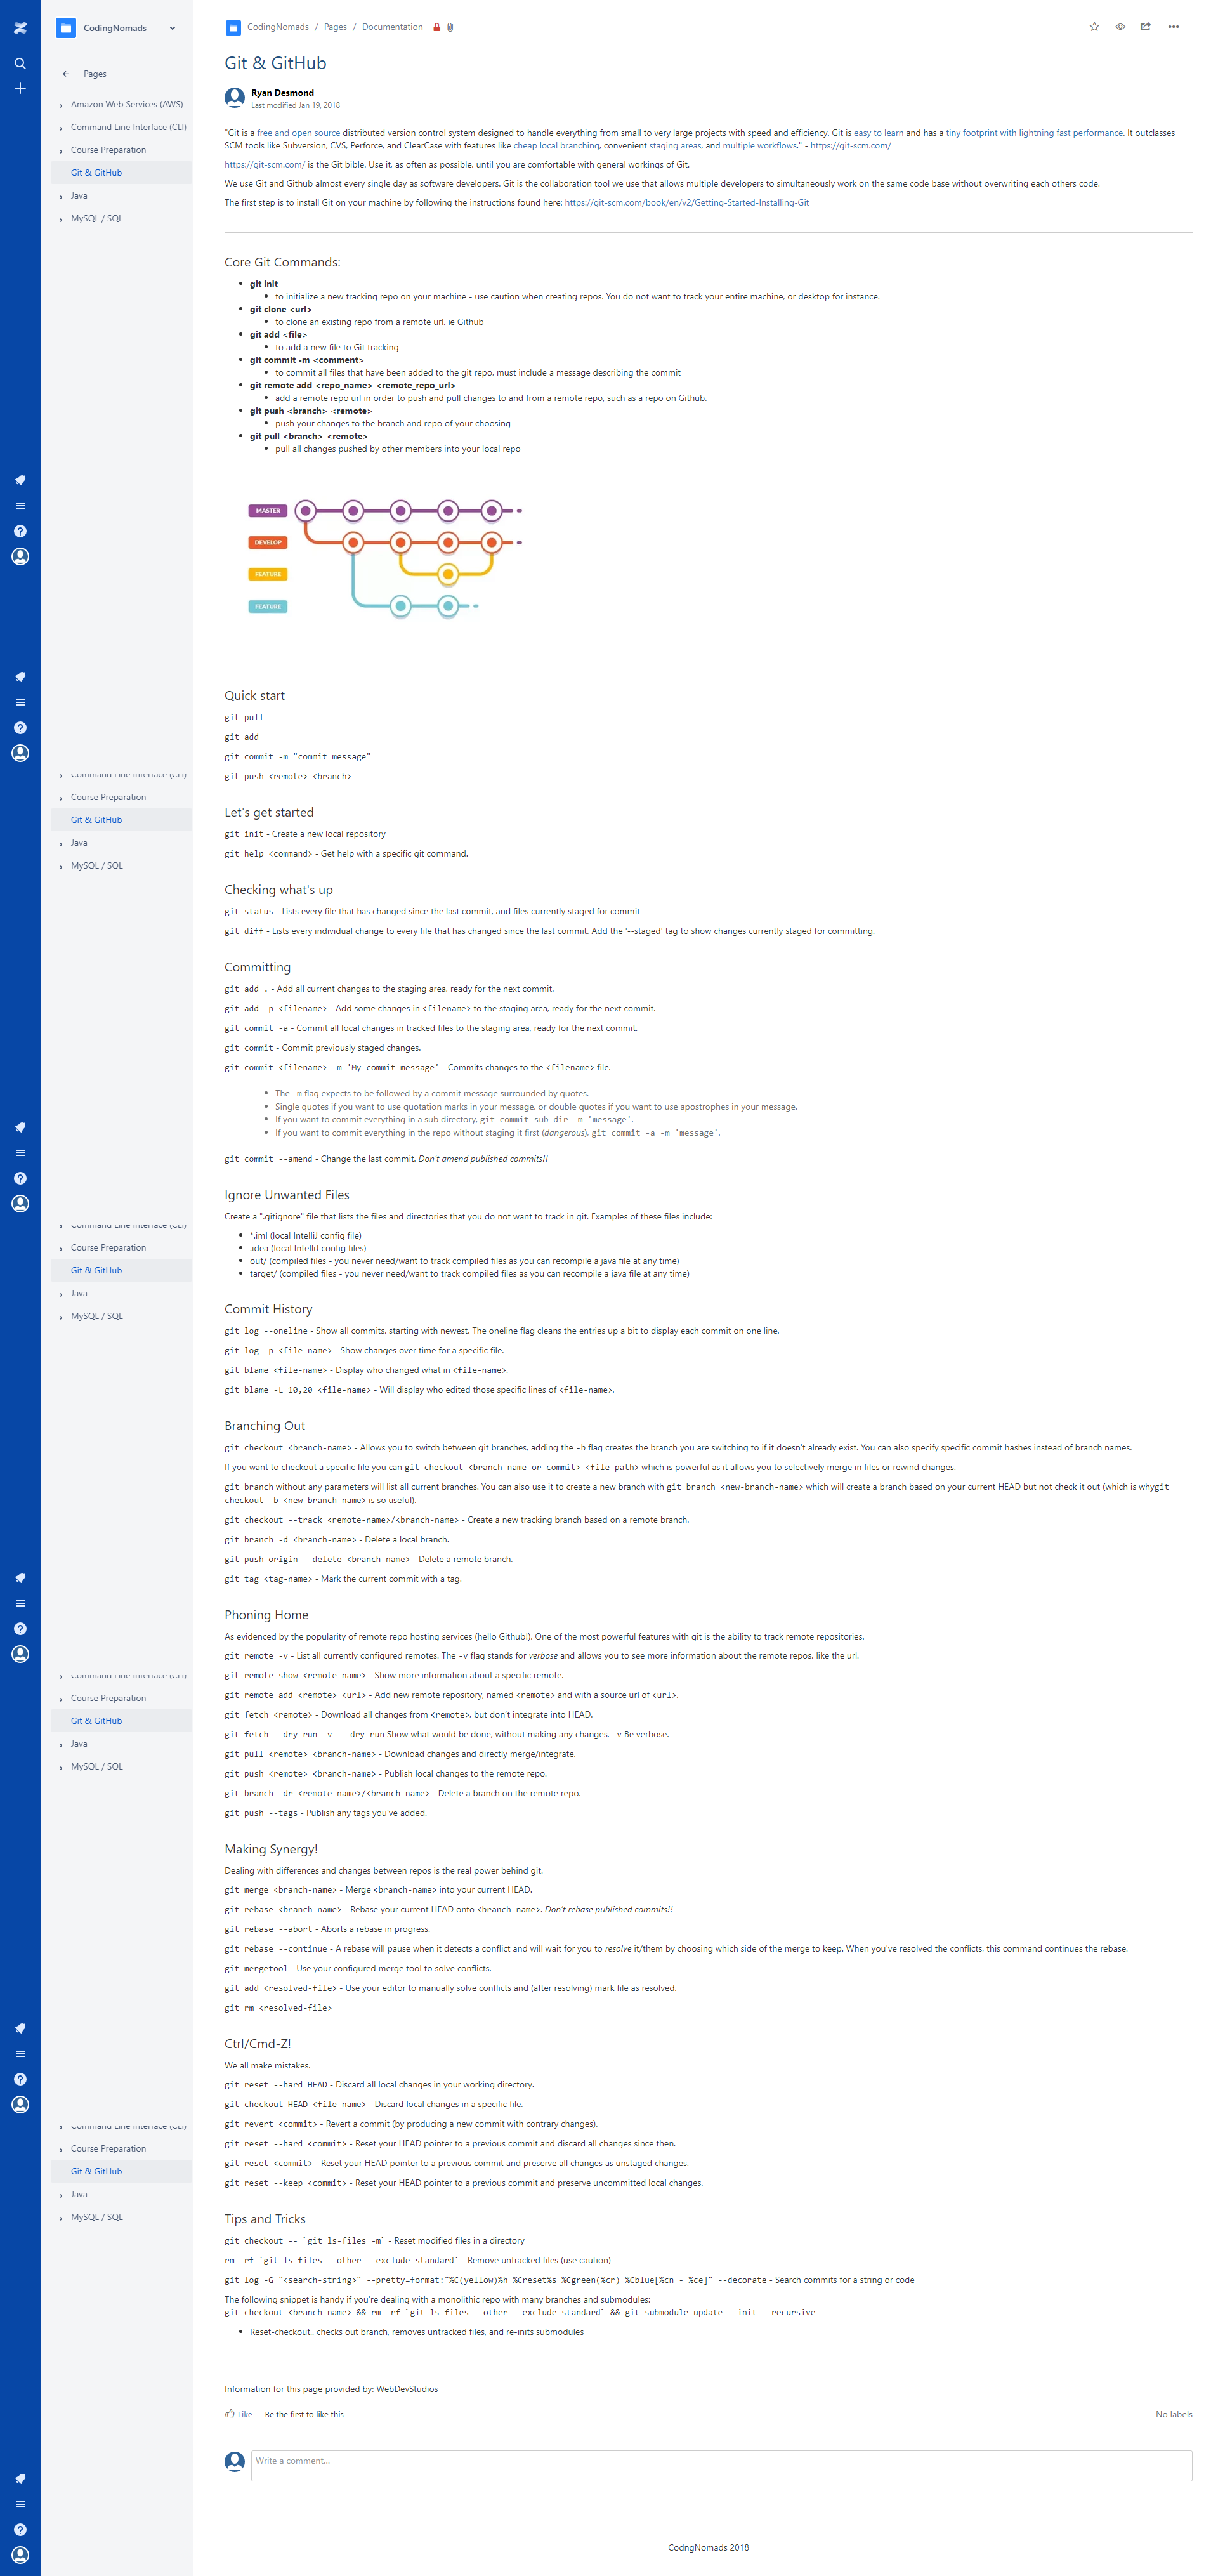 CodingNomads
Pages
Amazon Web Services (AWS)
Command Line Interface (CLI)
Course Preparation
Git & GitHub
Java
MySQL / SQL
CodingNomads / Pages / Documentation
Git & GitHub
Ryan Desmond
Last modified Jan 19, 2018
"Git is a free and open source distributed version control system designed to handle everything from small to very large projects with speed and efficiency. Git is easy to learn and has a tiny footprint with lightning fast performance. It outclasses
SCM tools like Subversion, CVS, Perforce, and ClearCase with features like cheap local branching, convenient staging areas, and multiple workflows." - https://git-scm.com/
https://git-scm.com/ is the Git bible. Use it, as often as possible, until you are comfortable with general workings of Git.
We use Git and Github almost every single day as software developers. Git is the collaboration tool we use that allows multiple developers to simultaneously work on the same code base without overwriting each others code.
The first step is to install Git on your machine by following the instructions found here: https://git-scm.com/book/en/v2/Getting-Started-Installing-Git
Core Git Commands:
• git init
• to initialize a new tracking repo on your machine - use caution when creating repos. You do not want to track your entire machine, or desktop for instance.
• git clone <url>
• to clone an existing repo from a remote url, ie Github
• git add <file>
• to add a new file to Git tracking
• git commit -m <comment>
• to commit all files that have been added to the git repo, must include a message describing the commit
• git remote add <repo_name> <remote_repo_url>
• add a remote repo url in order to push and pull changes to and from a remote repo, such as a repo on Github.
• git push <branch> <remote>
• push your changes to the branch and repo of your choosing
• git pull <branch> <remote>
• pull all changes pushed by other members into your local repo
MASTER
DEVELOP
FEATURE
FEATURE
Quick start
git pull
git add
git commit -m "commit message"
git push <remote> <branch>
Command Line Interface (CLI)
Course Preparation
Git & GitHub
Java
MySQL / SQL
Let's get started
git init - Create a new local repository
git help <command> - Get help with a specific git command.
Checking what's up
git status - Lists every file that has changed since the last commit, and files currently staged for commit
git diff - Lists every individual change to every file that has changed since the last commit. Add the '--staged' tag to show changes currently staged for committing.
Committing
git add . - Add all current changes to the staging area, ready for the next commit.
git add -p <filename> - Add some changes in <filename> to the staging area, ready for the next commit.
git commit -a - Commit all local changes in tracked files to the staging area, ready for the next commit.
git commit - Commit previously staged changes.
git commit <filename> -m 'My commit message' - Commits changes to the <filename> file.
• The -m flag expects to be followed by a commit message surrounded by quotes.
• Single quotes if you want to use quotation marks in your message, or double quotes if you want to use apostrophes in your message.
• If you want to commit everything in a sub directory, git commit sub-dir -m 'message'.
• If you want to commit everything in the repo without staging it first (dangerous), git commit -a -m 'message'.
git commit --amend - Change the last commit. Don't amend published commits!!
Ignore Unwanted Files
Create a ".gitignore" file that lists the files and directories that you do not want to track in git. Examples of these files include:
• *.iml (local IntelliJ config file)
• .idea (local IntelliJ config files)
• out/ (compiled files - you never need/want to track compiled files as you can recompile a java file at any time)
• target/ (compiled files - you never need/want to track compiled files as you can recompile a java file at any time)
Command Line Interface (CLI)
Course Preparation
Git & GitHub
Java
MySQL / SQL
Commit History
git log --oneline - Show all commits, starting with newest. The oneline flag cleans the entries up a bit to display each commit on one line.
git log -p <file-name> - Show changes over time for a specific file.
git blame <file-name> - Display who changed what in <file-name>.
git blame -L 10,20 <file-name> - Will display who edited those specific lines of <file-name>.
Branching Out
git checkout <branch-name> - Allows you to switch between git branches, adding the -b flag creates the branch you are switching to if it doesn't already exist. You can also specify specific commit hashes instead of branch names.
If you want to checkout a specific file you can git checkout <branch-name-or-commit> <file-path> which is powerful as it allows you to selectively merge in files or rewind changes.
git branch without any parameters will list all current branches. You can also use it to create a new branch with git branch <new-branch-name> which will create a branch based on your current HEAD but not check it out (which is whygit
checkout -b <new-branch-name> is so useful).
git checkout --track <remote-name>/<branch-name> - Create a new tracking branch based on a remote branch.
git branch -d <branch-name> - Delete a local branch.
git push origin --delete <branch-name> - Delete a remote branch.
git tag <tag-name> - Mark the current commit with a tag.
Phoning Home
As evidenced by the popularity of remote repo hosting services (hello Github!), One of the most powerful features with git is the ability to track remote repositories.
git remote -v - List all currently configured remotes. The -v flag stands for verbose and allows you to see more information about the remote repos, like the url.
git remote show <remote-name> - Show more information about a specific remote.
git remote add <remote> <url> - Add new remote repository, named <remote> and with a source url of <url>.
git fetch <remote> - Download all changes from <remote>, but don't integrate into HEAD.
git fetch --dry-run -v - --dry-run Show what would be done, without making any changes. -v Be verbose.
git pull <remote> <branch-name> - Download changes and directly merge/integrate.
git push <remote> <branch-name> - Publish local changes to the remote repo.
git branch -dr <remote-name>/<branch-name> - Delete a branch on the remote repo.
git push --tags - Publish any tags you've added.
Command Line Interface (CLI)
Course Preparation
Git & GitHub
Java
MySQL / SQL
Making Synergy!
Dealing with differences and changes between repos is the real power behind git.
git merge <branch-name> - Merge <branch-name> into your current HEAD.
git rebase <branch-name> - Rebase your current HEAD onto <branch-name>. Don't rebase published commits!!
git rebase --abort - Aborts a rebase in progress.
git rebase --continue - A rebase will pause when it detects a conflict and will wait for you to resolve it/them by choosing which side of the merge to keep. When you've resolved the conflicts, this command continues the rebase.
git mergetool - Use your configured merge tool to solve conflicts.
git add <resolved-file> - Use your editor to manually solve conflicts and (after resolving) mark file as resolved.
git rm <resolved-file>
Ctrl/Cmd-Z!
We all make mistakes.
git reset --hard HEAD - Discard all local changes in your working directory.
git checkout HEAD <file-name> - Discard local changes in a specific file.
git revert <commit> - Revert a commit (by producing a new commit with contrary changes).
git reset --hard <commit> - Reset your HEAD pointer to a previous commit and discard all changes since then.
git reset <commit> - Reset your HEAD pointer to a previous commit and preserve all changes as unstaged changes.
git reset --keep <commit> - Reset your HEAD pointer to a previous commit and preserve uncommitted local changes.
Command Line Interface (CLI)
Course Preparation
Git & GitHub
Java
MySQL / SQL
Tips and Tricks
git checkout -- `git ls-files -m` - Reset modified files in a directory
rm -rf `git ls-files --other --exclude-standard` - Remove untracked files (use caution)
git log -G "<search-string>" --pretty=format:"%C(yellow)%h %Creset%s %Cgreen(%cr) %Cblue[%cn - %ce]" --decorate - Search commits for a string or code
The following snippet is handy if you're dealing with a monolithic repo with many branches and submodules:
git checkout <branch-name> && rm -rf `git ls-files --other --exclude-standard` && git submodule update --init --recursive
• Reset-checkout.. checks out branch, removes untracked files, and re-inits submodules
Information for this page provided by: WebDevStudios
Like Be the first to like this No labels
Write a comment...
CodngNomads 2018